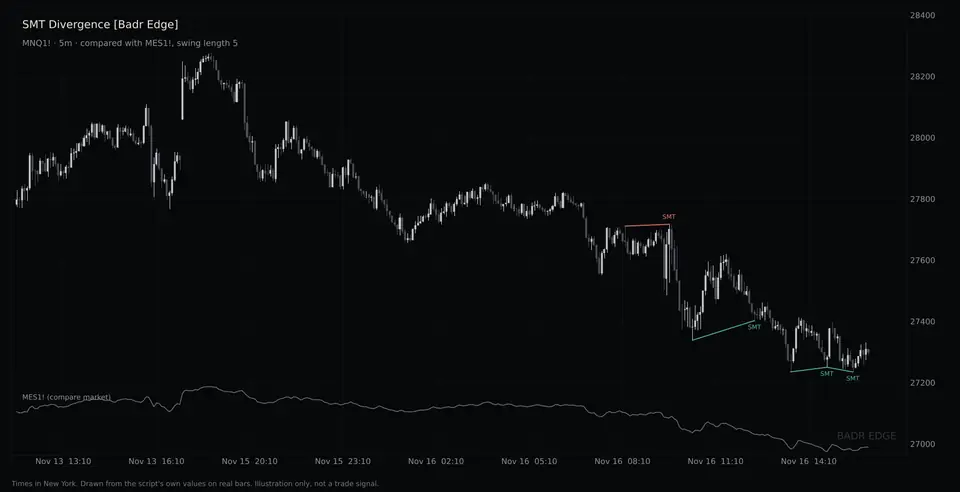 SMT Divergence [Badr Edge]
MNQ1! · 5m · compared with MES1!, swing length 5
28400
28200
28000
27800
27600
27400
27200
27000
SMT
SMT
SMT
SMT
MES1! (compare market)
BADR EDGE
Nov 13 13:10
Nov 13 16:10
Nov 15 20:10
Nov 15 23:10
Nov 16 02:10
Nov 16 05:10
Nov 16 08:10
Nov 16 11:10
Nov 16 14:10
Times in New York. Drawn from the script's own values on real bars. Illustration only, not a trade signal.